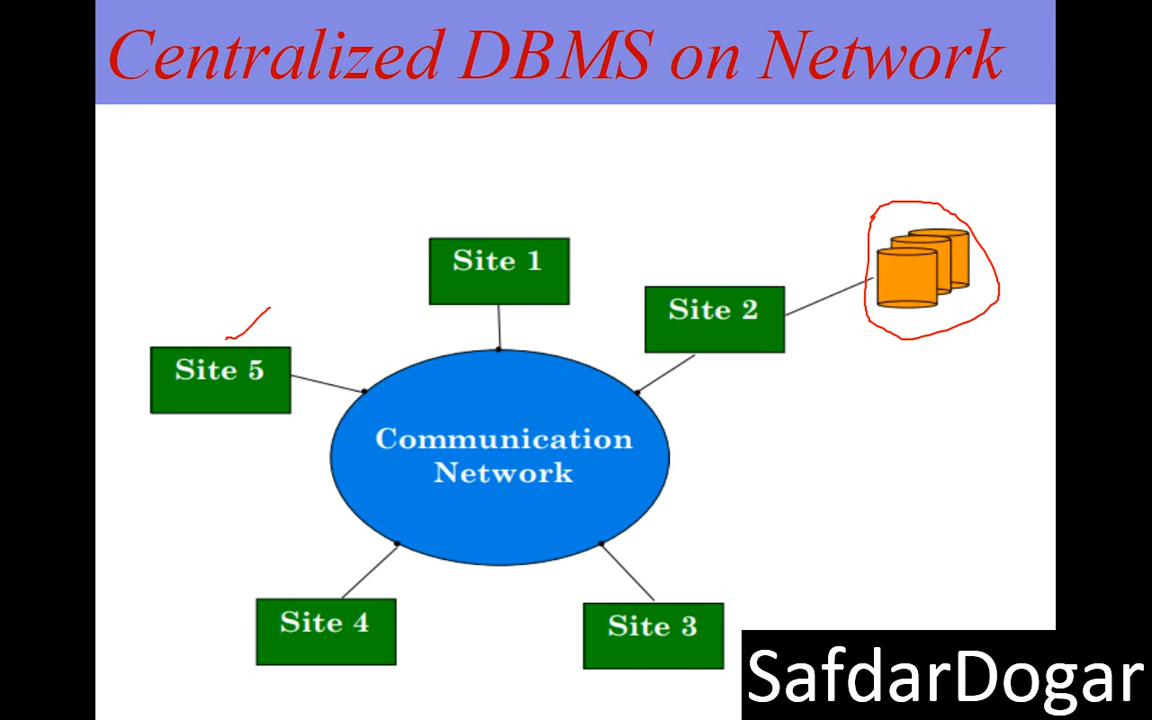 Centralized DBMS on Network
Site 1
Site 2
Site 5
Communication
Network
Site 4
Site 3
SafdarDogar